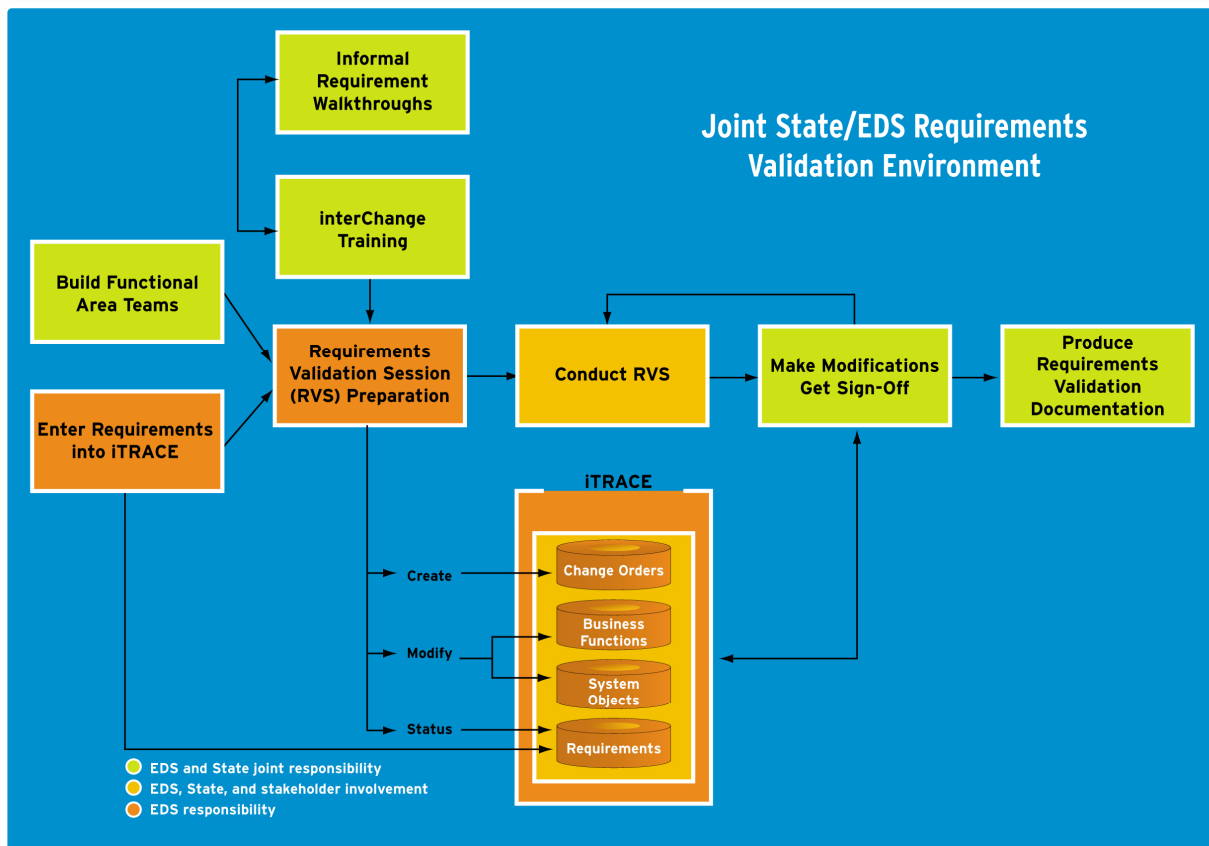 Informal
Requirement
Walkthroughs
Joint State/EDS Requirements
Validation Environment
interChange
Training
Build Functional
Area Teams
Requirements
Validation Session
(RVS) Preparation
Conduct RVS
Make Modifications
Get Sign-Off
Produce
Requirements
Validation
Documentation
Enter Requirements
into iTRACE
iTRACE
Create
Change Orders
Business
Functions
Modify
System
Objects
Status
Requirements
EDS and State joint responsibility
EDS, State, and stakeholder involvement
EDS responsibility